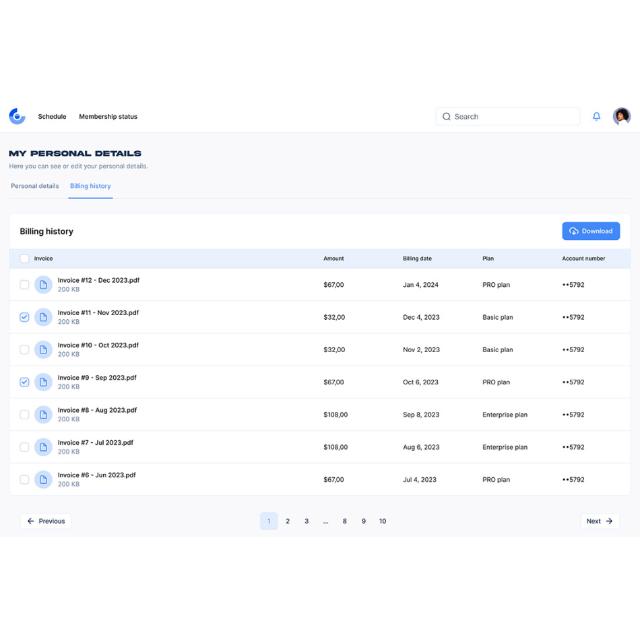 Schedule Membership status Search
MY PERSONAL DETAILS
Here you can see or edit your personal details.
Personal details Billing history
Billing history Download
Invoice Amount Billing date Plan Account number
Invoice #12 - Dec 2023.pdf
200 KB
$67,00 Jan 4, 2024 PRO plan ••5792
Invoice #11 - Nov 2023.pdf
200 KB
$32,00 Dec 4, 2023 Basic plan ••5792
Invoice #10 - Oct 2023.pdf
200 KB
$32,00 Nov 2, 2023 Basic plan ••5792
Invoice #9 - Sep 2023.pdf
200 KB
$67,00 Oct 6, 2023 PRO plan ••5792
Invoice #8 - Aug 2023.pdf
200 KB
$108,00 Sep 8, 2023 Enterprise plan ••5792
Invoice #7 - Jul 2023.pdf
200 KB
$108,00 Aug 6, 2023 Enterprise plan ••5792
Invoice #6 - Jun 2023.pdf
200 KB
$67,00 Jul 4, 2023 PRO plan ••5792
Previous 1 2 3 ... 8 9 10 Next